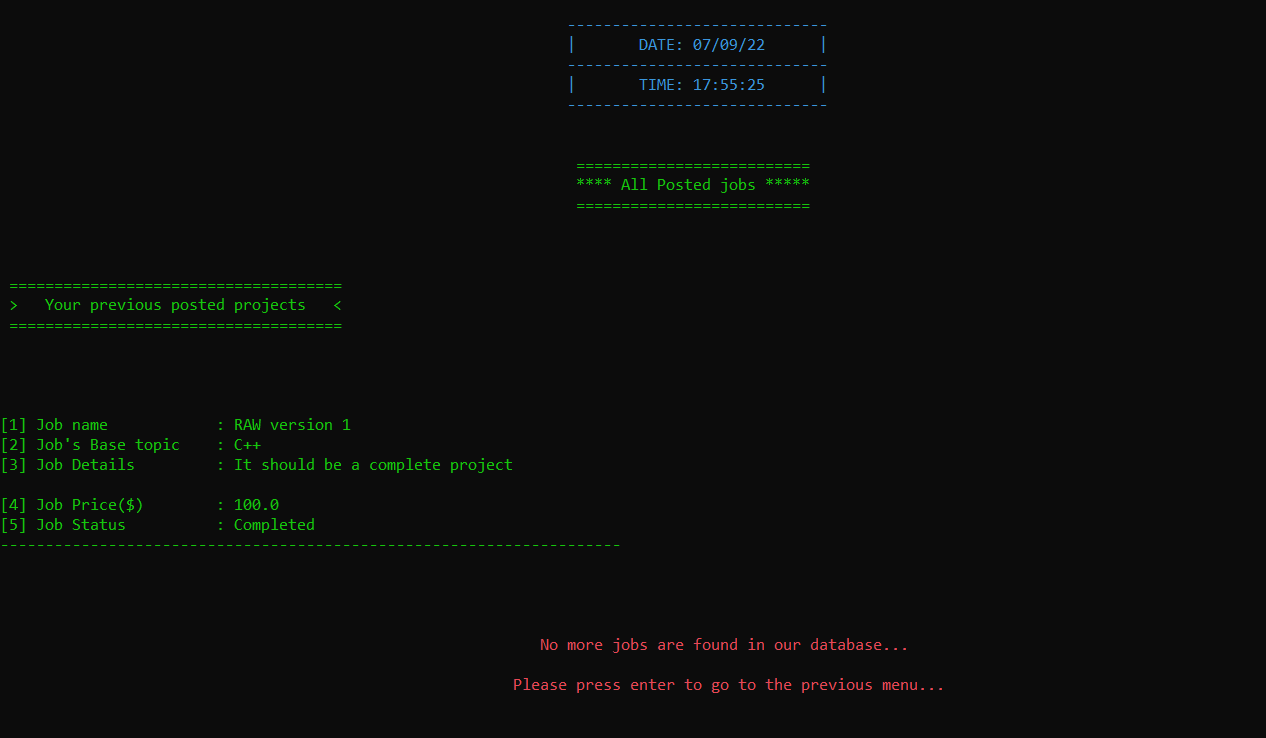 -----------------------------
|       DATE: 07/09/22      |
-----------------------------
|       TIME: 17:55:25      |
-----------------------------
==========================
**** All Posted jobs *****
==========================
=====================================
>   Your previous posted projects   <
=====================================
[1] Job name            : RAW version 1
[2] Job's Base topic    : C++
[3] Job Details         : It should be a complete project
[4] Job Price($)        : 100.0
[5] Job Status          : Completed
---------------------------------------------------------------------
No more jobs are found in our database...
Please press enter to go to the previous menu...